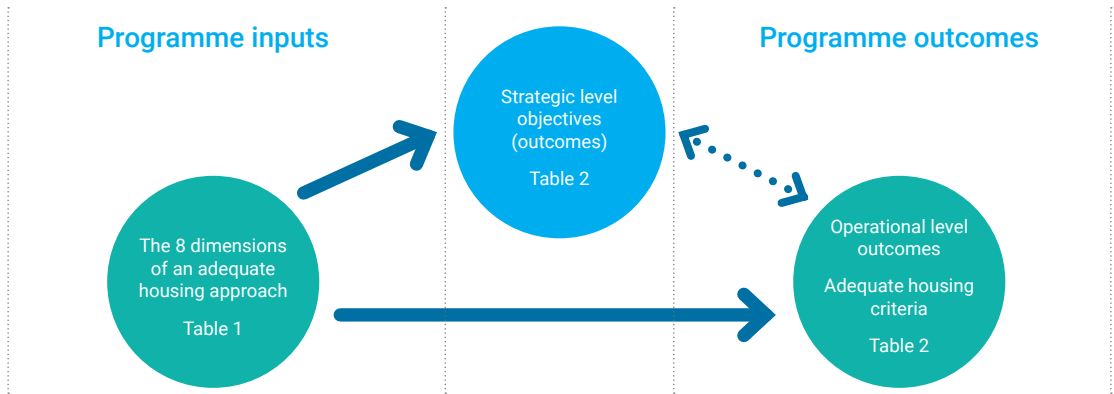 Programme inputs
Programme outcomes
Strategic level
objectives
(outcomes)
Table 2
The 8 dimensions
of an adequate
housing approach
Table 1
Operational level
outcomes
Adequate housing
criteria
Table 2